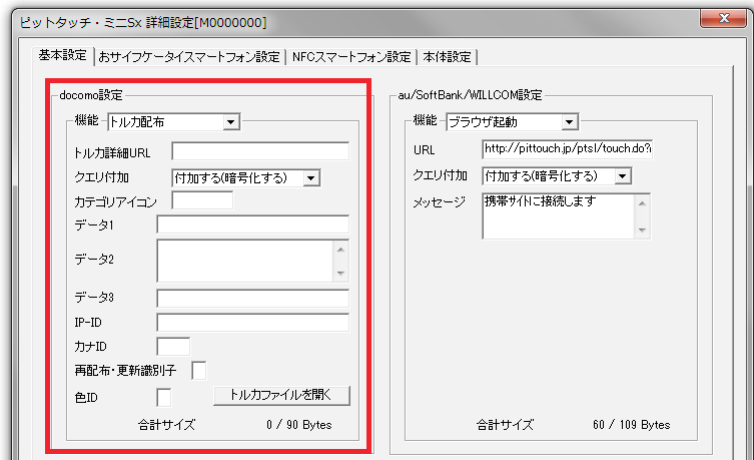 ピットタッチ・ミニSx 詳細設定[M0000000]
基本設定 おサイフケータイスマートフォン設定 NFCスマートフォン設定 本体設定
docomo設定
機能 トルカ配布
トルカ詳細URL
クエリ付加 付加する(暗号化する)
カテゴリアイコン
データ1
データ2
データ3
IP-ID
カナID
再配布・更新識別子
色ID トルカファイルを開く
合計サイズ 0 / 90 Bytes
au/SoftBank/WILLCOM設定
機能 ブラウザ起動
URL http://pittouch.jp/ptsl/touch.do?
クエリ付加 付加する(暗号化する)
メッセージ 携帯サイトに接続します
合計サイズ 60 / 109 Bytes